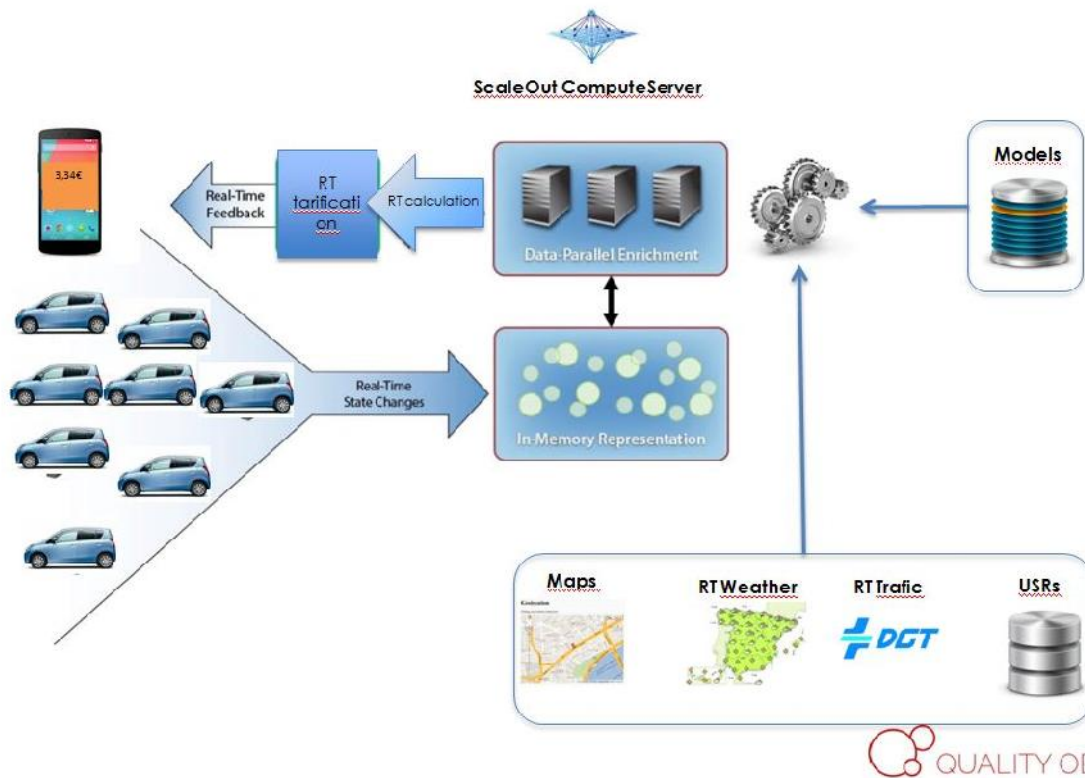 ScaleOut ComputeServer
3,34€
Real-Time
Feedback
RT
tarificati
on
RT calculation
Data-Parallel Enrichment
Models
Real-Time
State Changes
In-Memory Representation
Maps
RT Weather
RT Trafic
USRs
DGT
QUALITY OB